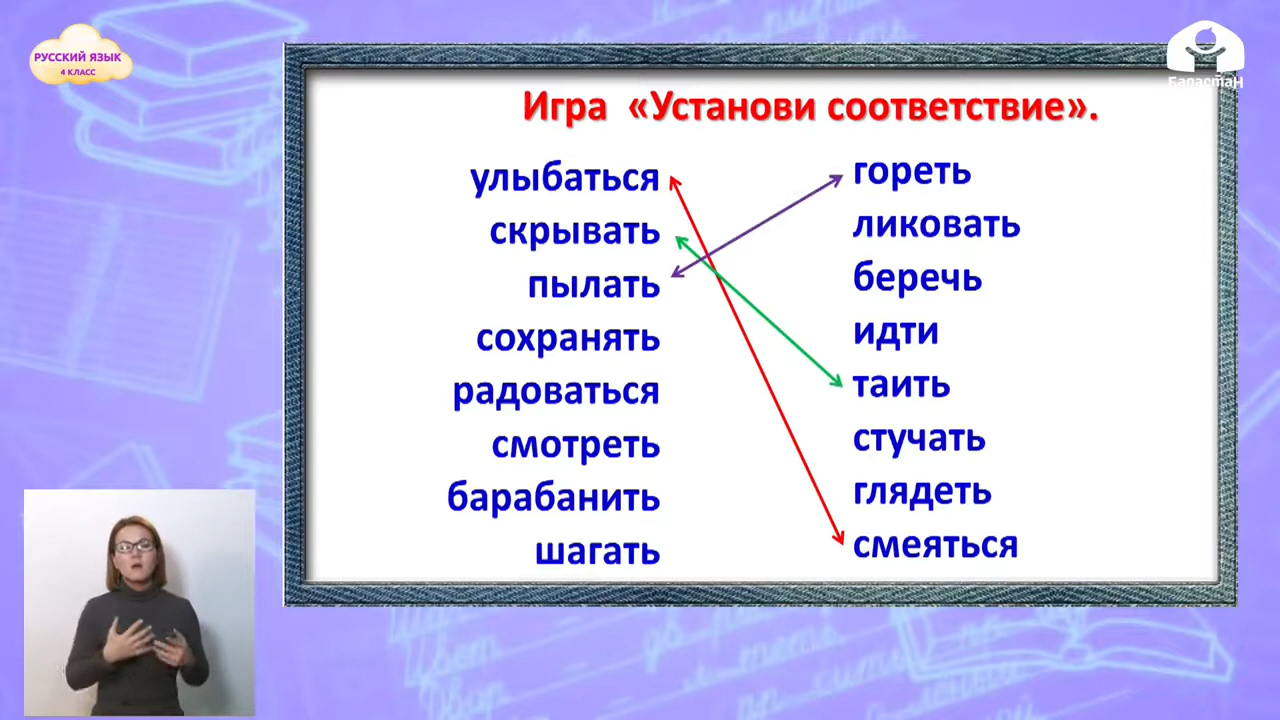 РУССКИЙ ЯЗЫК
4 КЛАСС
Баластан
Игра «Установи соответствие».
улыбаться
скрывать
пылать
сохранять
радоваться
смотреть
барабанить
шагать
гореть
ликовать
беречь
идти
таить
стучать
глядеть
смеяться